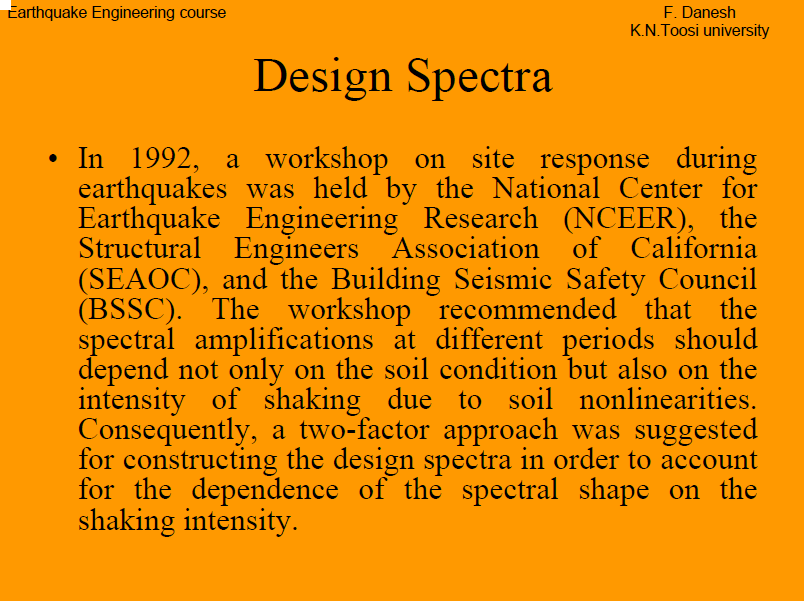 Earthquake Engineering course
F. Danesh
K.N.Toosi university
Design Spectra
• In 1992, a workshop on site response during
earthquakes was held by the National Center for
Earthquake Engineering Research (NCEER), the
Structural Engineers Association of California
(SEAOC), and the Building Seismic Safety Council
(BSSC). The workshop recommended that the
spectral amplifications at different periods should
depend not only on the soil condition but also on the
intensity of shaking due to soil nonlinearities.
Consequently, a two-factor approach was suggested
for constructing the design spectra in order to account
for the dependence of the spectral shape on the
shaking intensity.